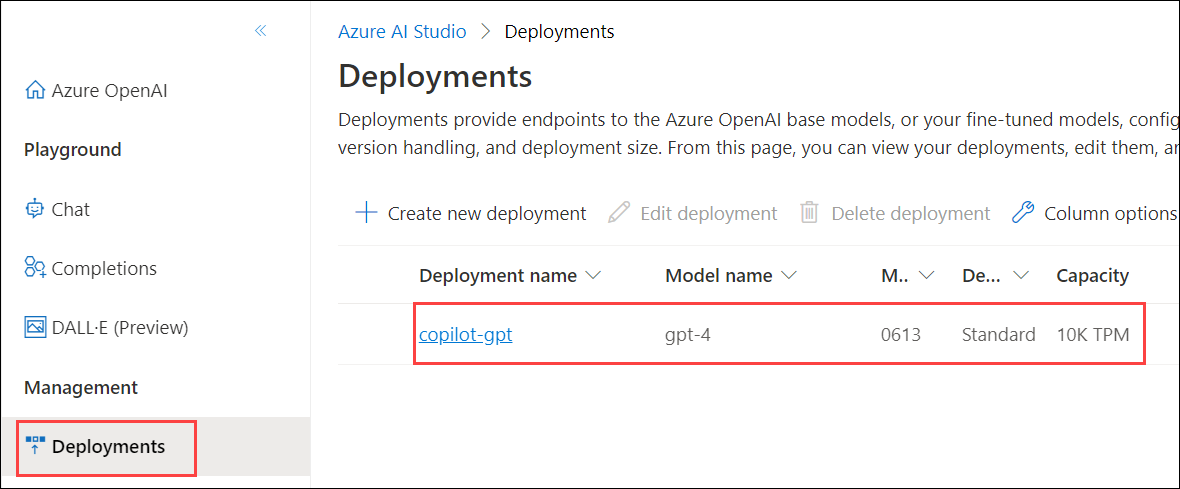 Azure OpenAI
Playground
Chat
Completions
DALL·E (Preview)
Management
Deployments
Azure AI Studio > Deployments
Deployments
Deployments provide endpoints to the Azure OpenAI base models, or your fine-tuned models, config
version handling, and deployment size. From this page, you can view your deployments, edit them, an
Create new deployment Edit deployment Delete deployment Column options
Deployment name Model name M.. De... Capacity
copilot-gpt gpt-4 0613 Standard 10K TPM